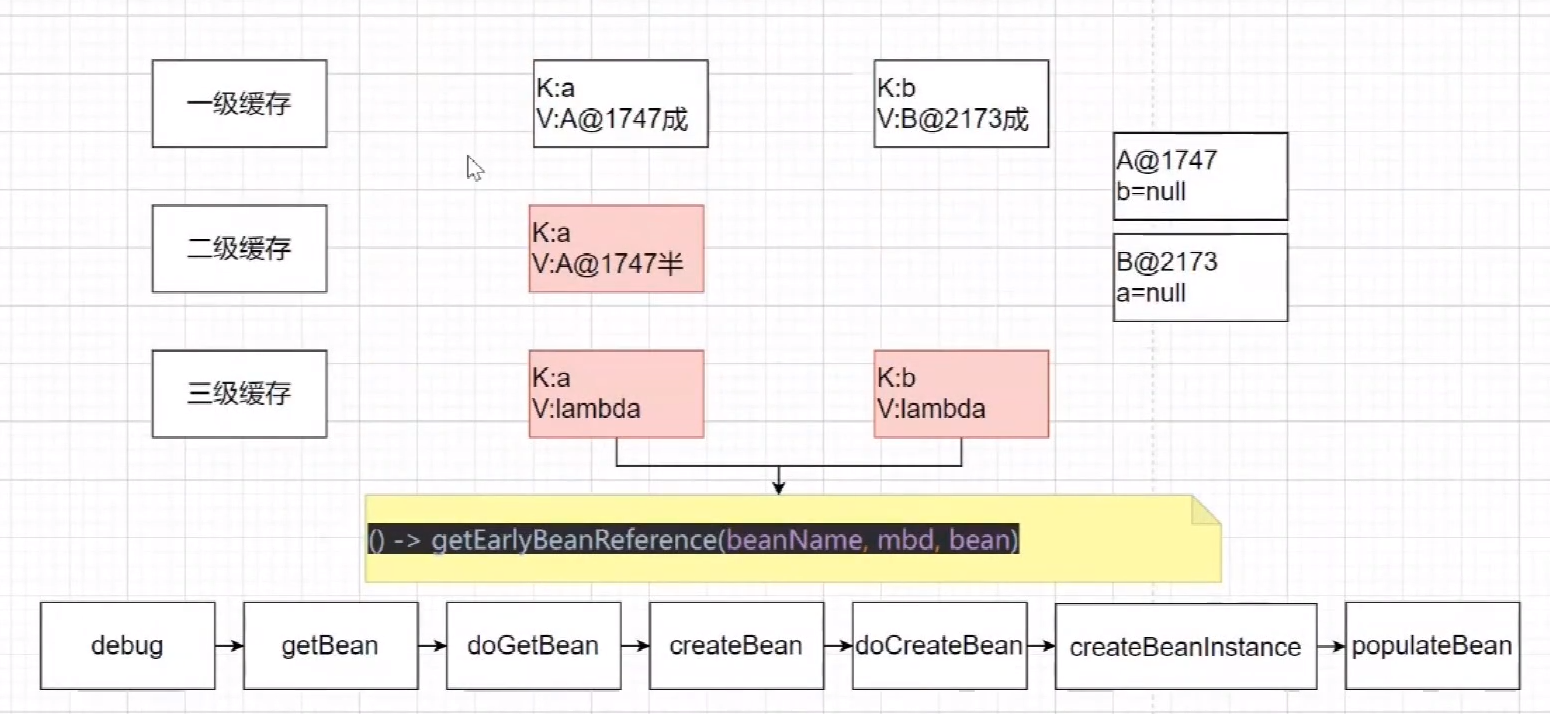 一级缓存
K:a
V:A@1747成
K:b
V:B@2173成
A@1747
b=null
二级缓存
K:a
V:A@1747半
B@2173
a=null
三级缓存
K:a
V:lambda
K:b
V:lambda
() -> getEarlyBeanReference(beanName, mbd, bean)
debug
getBean
doGetBean
createBean
doCreateBean
createBeanInstance
populateBean